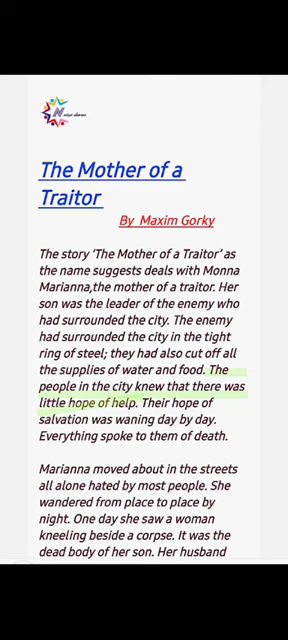 The Mother of a
Traitor
By Maxim Gorky
The story ‘The Mother of a Traitor’ as
the name suggests deals with Monna
Marianna,the mother of a traitor. Her
son was the leader of the enemy who
had surrounded the city. The enemy
had surrounded the city in the tight
ring of steel; they had also cut off all
the supplies of water and food. The
people in the city knew that there was
little hope of help. Their hope of
salvation was waning day by day.
Everything spoke to them of death.
Marianna moved about in the streets
all alone hated by most people. She
wandered from place to place by
night. One day she saw a woman
kneeling beside a corpse. It was the
dead body of her son. Her husband